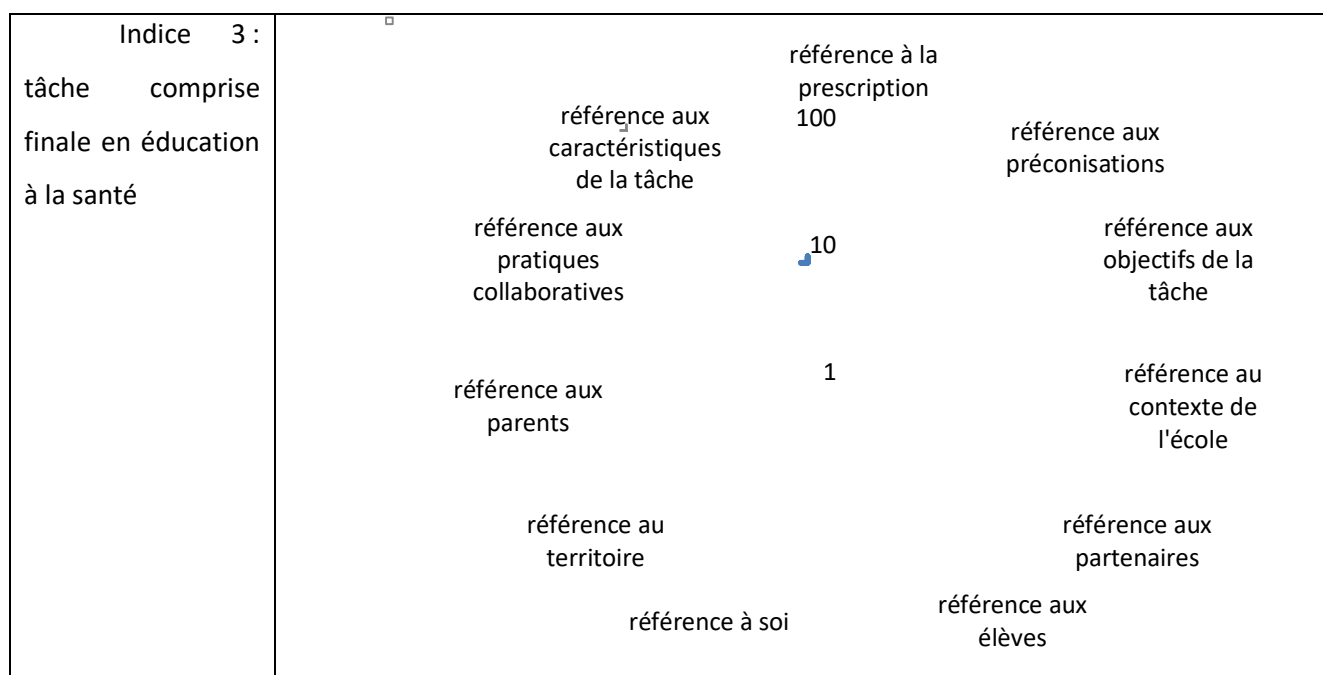 Indice 3 :
tâche comprise
finale en éducation
à la santé
référence à la
prescription
100
référence aux
préconisations
référence aux
caractéristiques
de la tâche
10
référence aux
objectifs de la
tâche
référence aux
pratiques
collaboratives
1
référence au
contexte de
l'école
référence aux
parents
référence aux
partenaires
référence au
territoire
référence aux
élèves
référence à soi